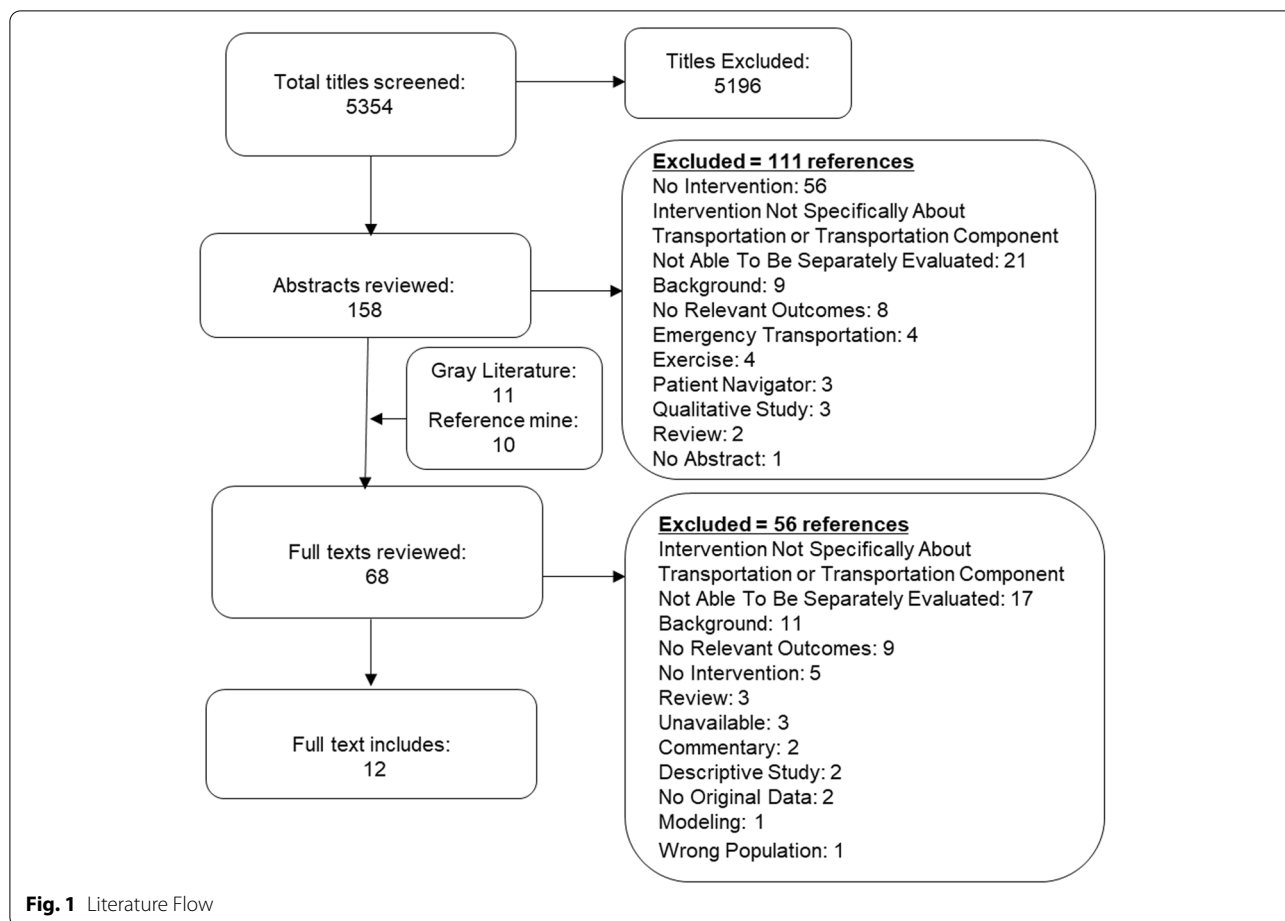 Total titles screened:
5354
Titles Excluded:
5196
Abstracts reviewed:
158
Excluded = 111 references
No Intervention: 56
Intervention Not Specifically About
Transportation or Transportation Component
Not Able To Be Separately Evaluated: 21
Background: 9
No Relevant Outcomes: 8
Emergency Transportation: 4
Exercise: 4
Patient Navigator: 3
Qualitative Study: 3
Review: 2
No Abstract: 1
Gray Literature:
11
Reference mine:
10
Full texts reviewed:
68
Excluded = 56 references
Intervention Not Specifically About
Transportation or Transportation Component
Not Able To Be Separately Evaluated: 17
Background: 11
No Relevant Outcomes: 9
No Intervention: 5
Review: 3
Unavailable: 3
Commentary: 2
Descriptive Study: 2
No Original Data: 2
Modeling: 1
Wrong Population: 1
Full text includes:
12
Fig. 1 Literature Flow